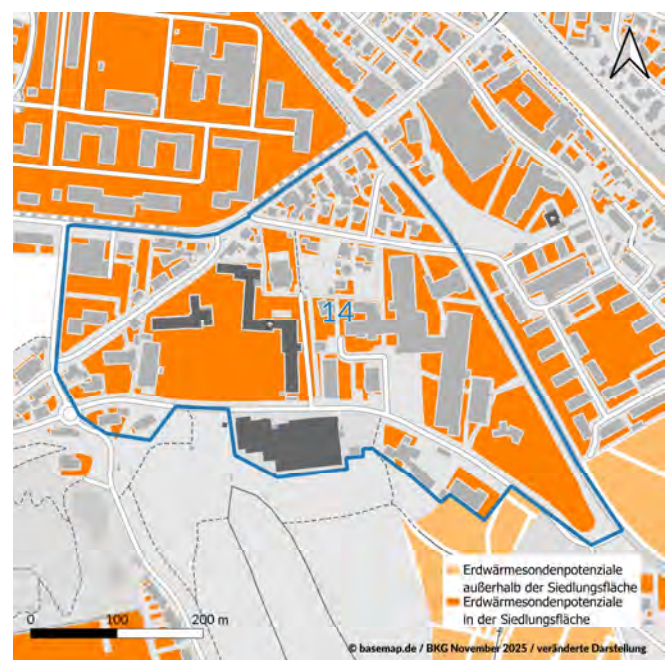 14
Erdwärmesondenpotenziale
außerhalb der Siedlungsfläche
Erdwärmesondenpotenziale
in der Siedlungsfläche
0 100 200 m
© basemap.de / BKG November 2025 / veränderte Darstellung